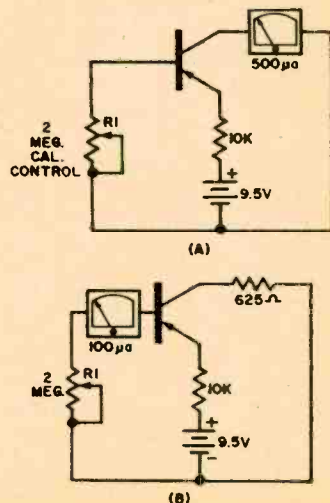 500μa
R1
2
MEG.
CAL.
CONTROL
10K
+
9.5V
(A)
100μa
625Ω
2
MEG.
R1
10K
+
9.5V
-
(B)